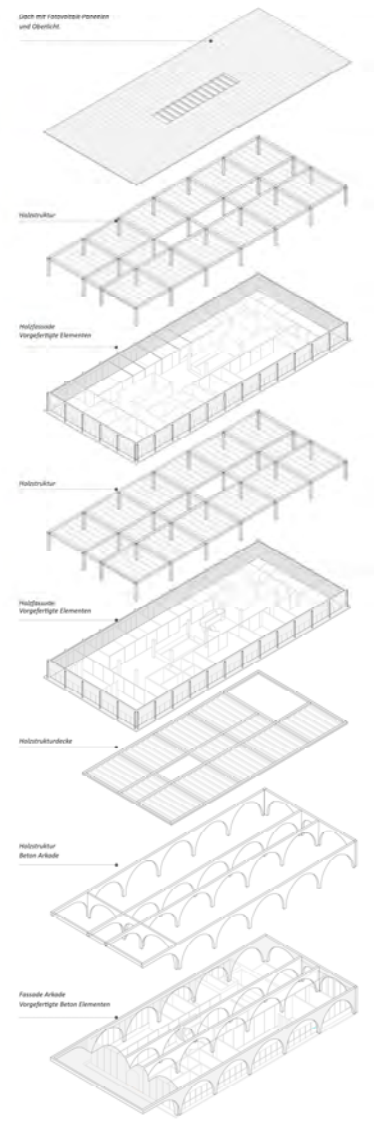 Dach mit Fotovoltaik-Paneelen
und Oberlicht.
Holzstruktur
Holzfassade
Vorgefertigte Elementen
Holzstruktur
Holzfassade
Vorgefertigte Elementen
Holzstrukturdecke
Holzstruktur
Beton Arkade
Fassade Arkade
Vorgefertigte Beton Elementen